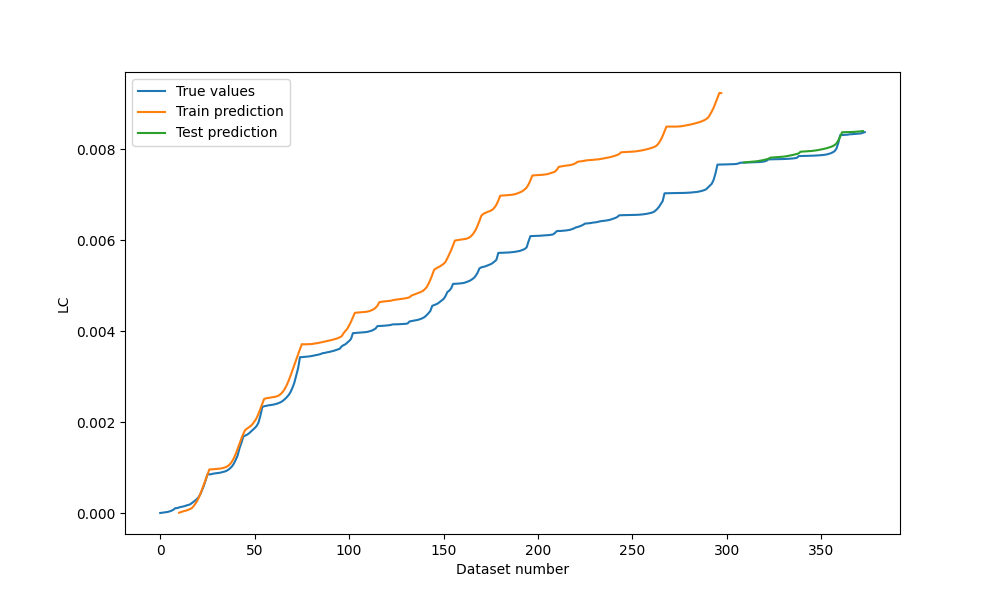 True values
Train prediction
Test prediction
0.008
0.006
0.004
0.002
0.000
LC
0 50 100 150 200 250 300 350
Dataset number